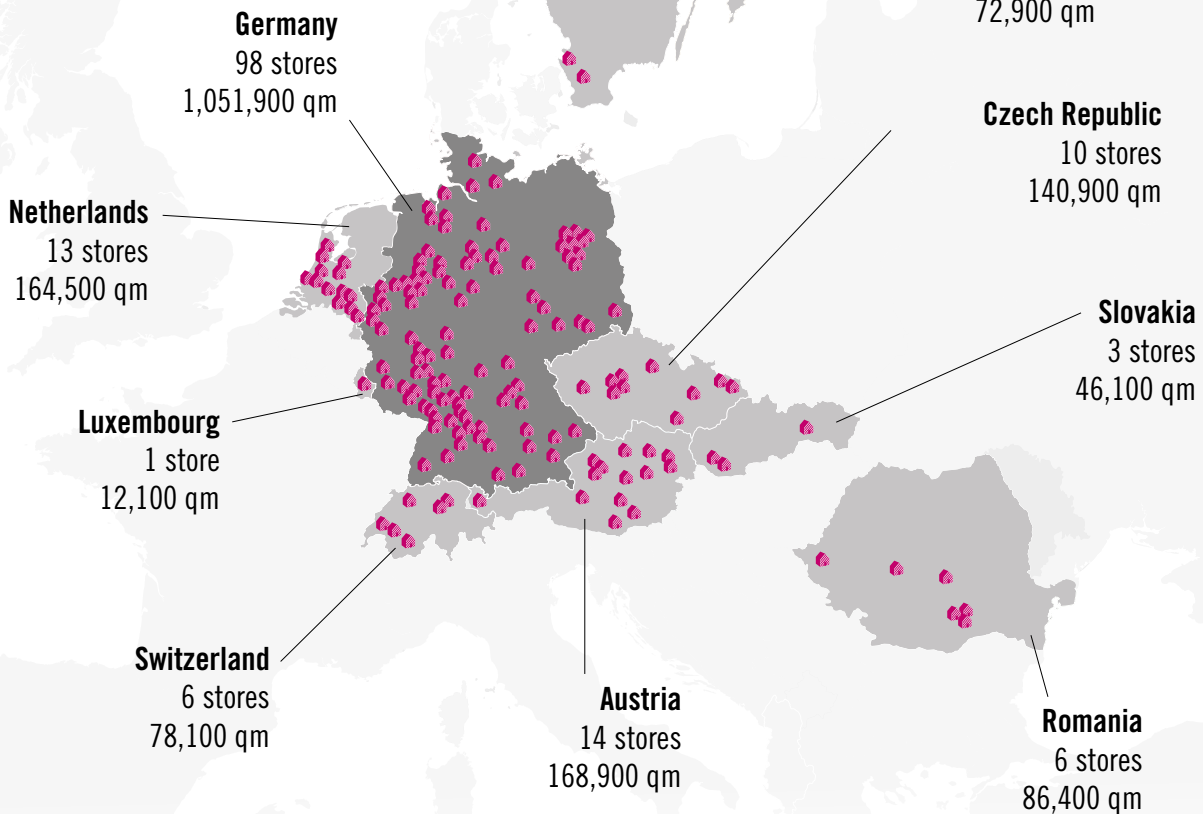 72,900 qm
Germany
98 stores
1,051,900 qm
Czech Republic
10 stores
140,900 qm
Netherlands
13 stores
164,500 qm
Slovakia
3 stores
46,100 qm
Luxembourg
1 store
12,100 qm
Switzerland
6 stores
78,100 qm
Austria
14 stores
168,900 qm
Romania
6 stores
86,400 qm